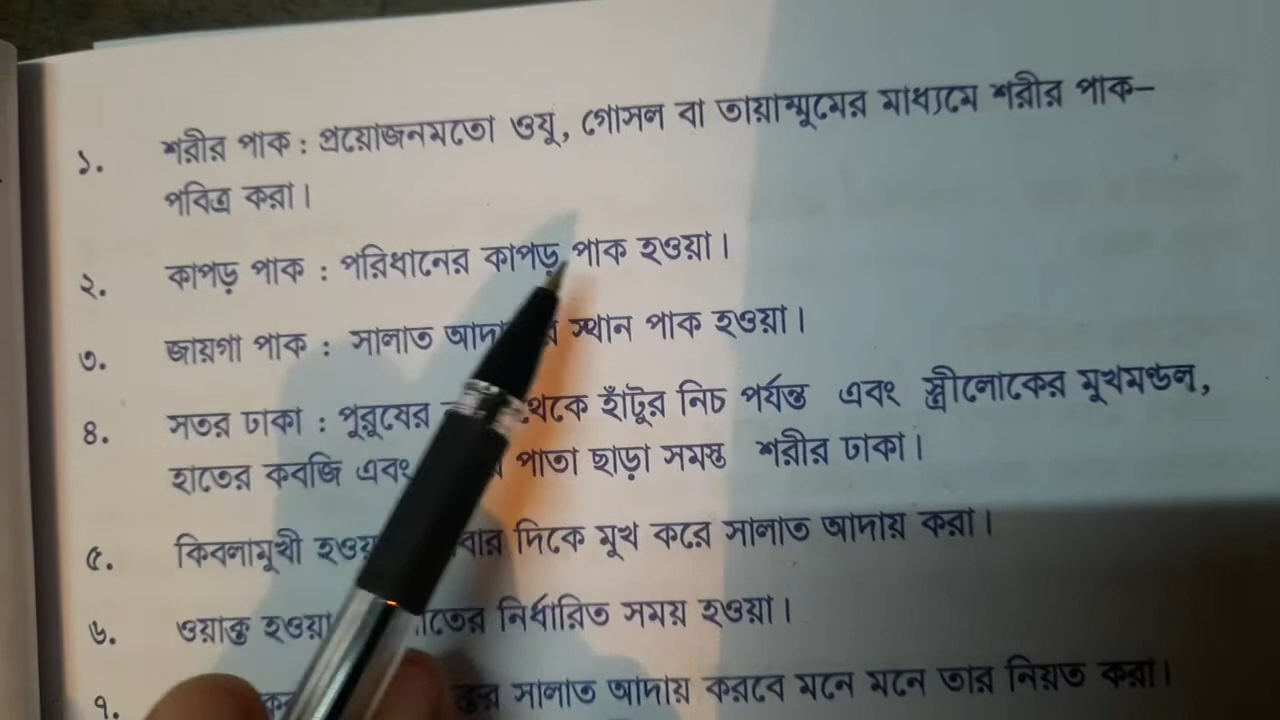 ১. শরীর পাক : প্রয়োজনমতো ওযু, গোসল বা তায়াম্মুমের মাধ্যমে শরীর পাক–
পবিত্র করা।
২. কাপড় পাক : পরিধানের কাপড় পাক হওয়া।
৩. জায়গা পাক : সালাত স্থান পাক হওয়া।
৪. সতর ঢাকা : পুরুষের থেকে হাঁটুর নিচ পর্যন্ত এবং স্ত্রীলোকের মুখমণ্ডল,
হাতের কবজি এবং পাতা ছাড়া সমস্ত শরীর ঢাকা।
৫. কিবলামুখী দিকে মুখ করে সালাত আদায় করা।
৬. ওয়াক্ত হওয়া নির্ধারিত সময় হওয়া।
৭. সালাত আদায় করবে মনে মনে তার নিয়ত করা।